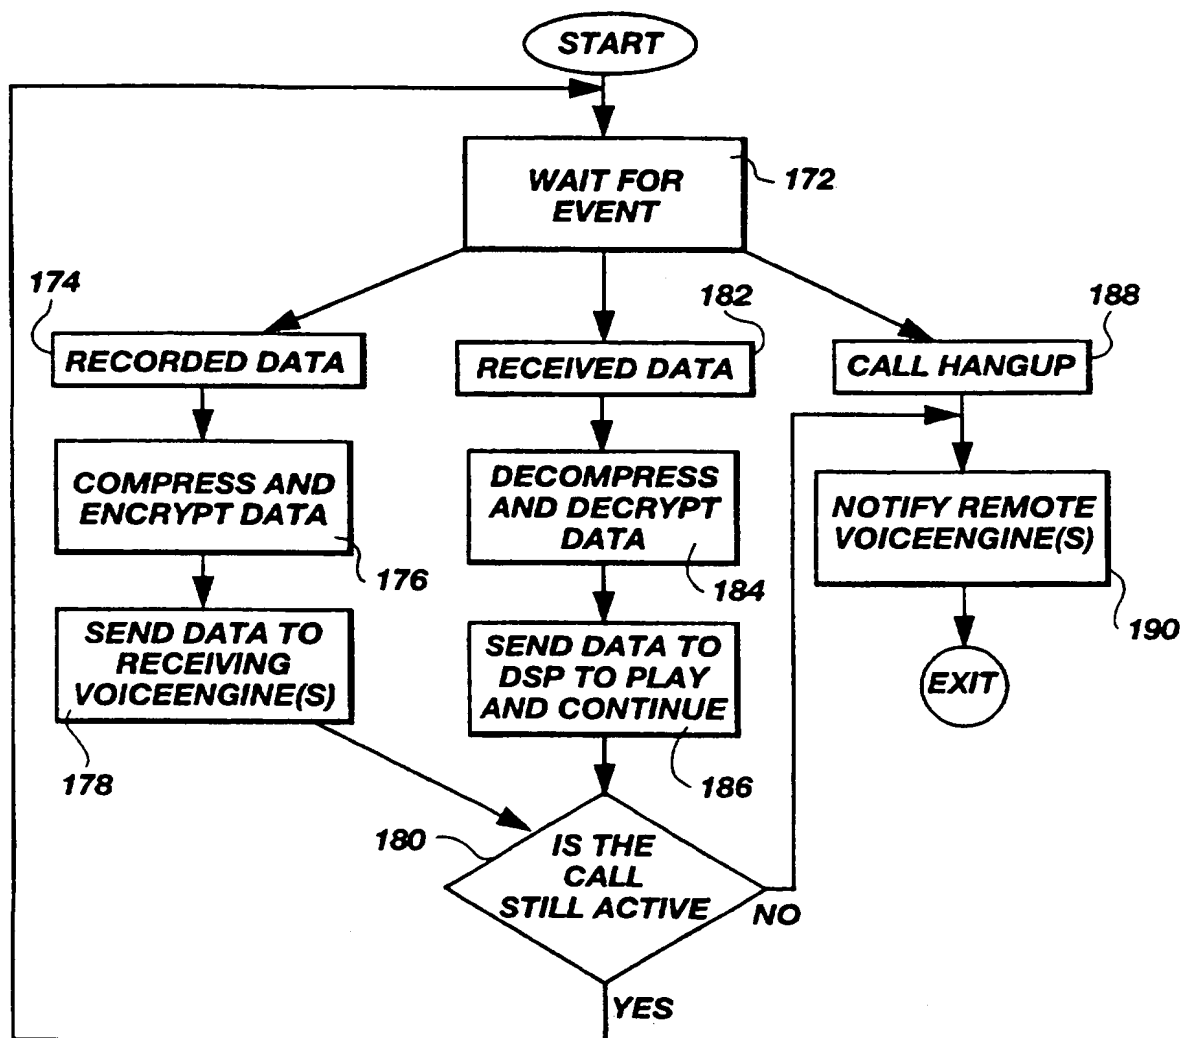 START
WAIT FOR
EVENT
172
174
RECORDED DATA
182
RECEIVED DATA
188
CALL HANGUP
COMPRESS AND
ENCRYPT DATA
176
DECOMPRESS
AND DECRYPT
DATA
184
NOTIFY REMOTE
VOICEENGINE(S)
190
SEND DATA TO
RECEIVING
VOICEENGINE(S)
178
SEND DATA TO
DSP TO PLAY
AND CONTINUE
186
EXIT
180
IS THE
CALL
STILL ACTIVE
NO
YES